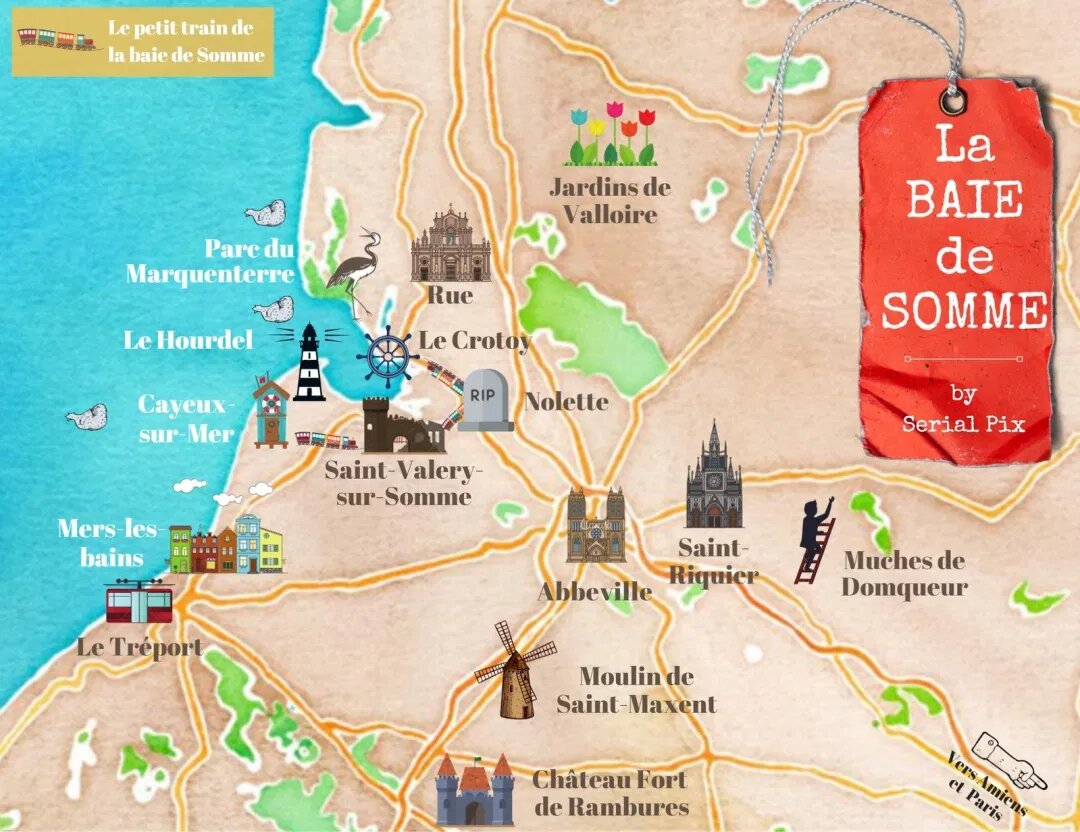 Le petit train de
la baie de Somme
La
BAIE
de
SOMME
by
Serial Pix
Jardins de
Valloire
Parc du
Marquenterre
Rue
Le Hourdel
Le Crotoy
RIP
Nolette
Cayeux-
sur-Mer
Saint-Valery-
sur-Somme
Mers-les-
bains
Saint-
Riquier
Muches de
Domqueur
Abbeville
Le Tréport
Moulin de
Saint-Maxent
Château Fort
de Rambures
Vers Amiens
et Paris